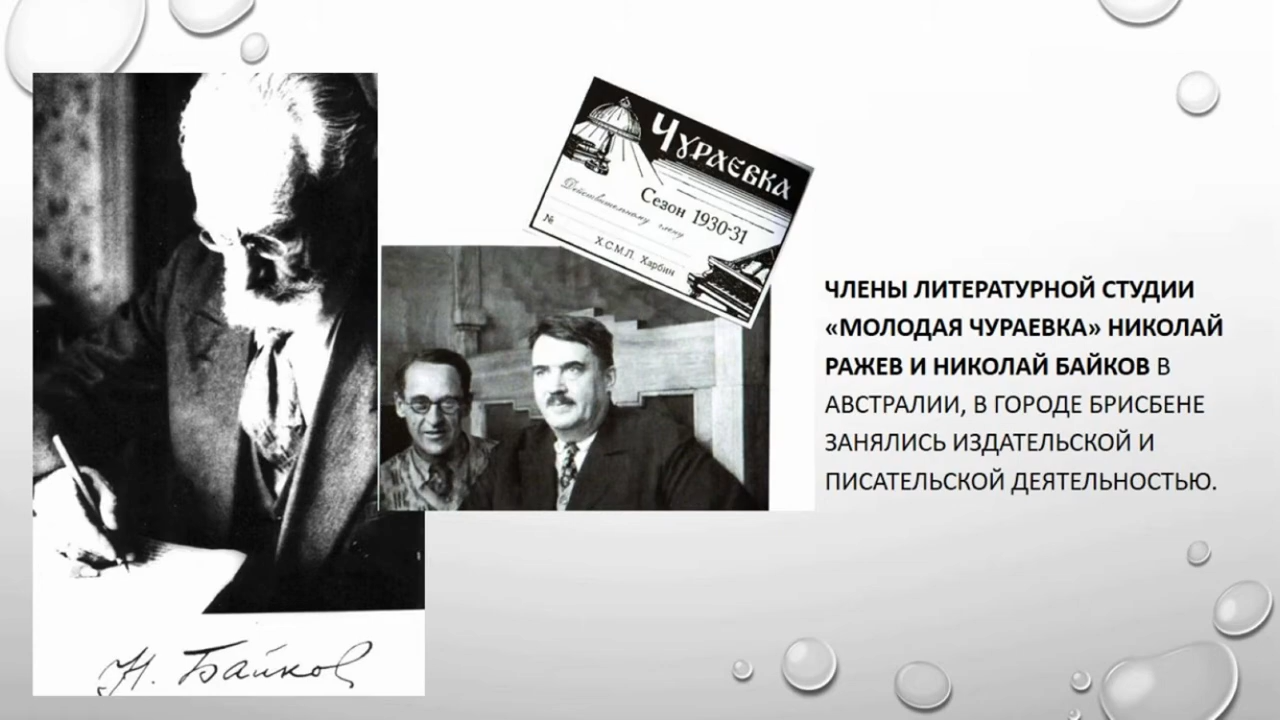 Чураевка
Сезон 1930-31
Действительному члену
№
Х.С.М.Л. Харбин
ЧЛЕНЫ ЛИТЕРАТУРНОЙ СТУДИИ
«МОЛОДАЯ ЧУРАЕВКА» НИКОЛАЙ
РАЖЕВ И НИКОЛАЙ БАЙКОВ В
АВСТРАЛИИ, В ГОРОДЕ БРИСБЕНЕ
ЗАНЯЛИСЬ ИЗДАТЕЛЬСКОЙ И
ПИСАТЕЛЬСКОЙ ДЕЯТЕЛЬНОСТЬЮ.
Н. Байков